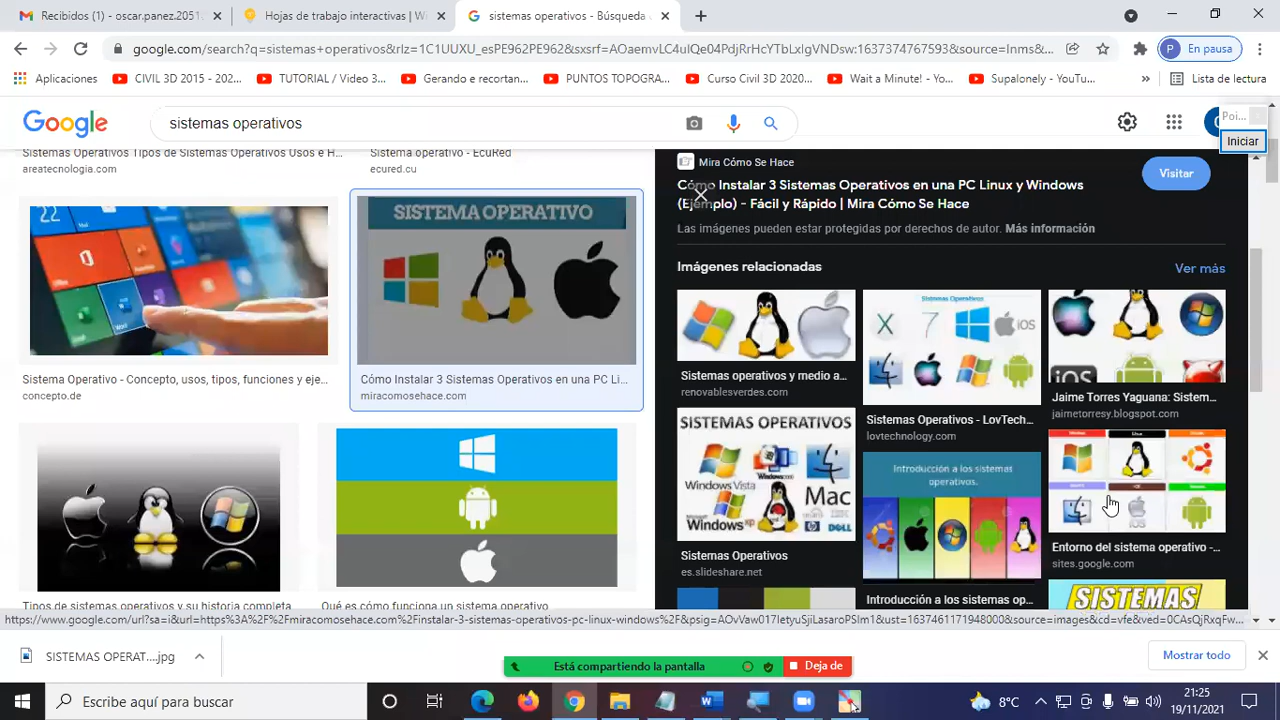 Recibidos (1) - oscar.panez.2051
Hojas de trabajo interactivas | W
sistemas operativos - Búsqueda
google.com/search?q=sistemas+operativos&rlz=1C1UUXU_esPE962PE962&sxsrf=AOaemvLC4uIQe04PdjRrHcYTbLxIgVNDsw:1637374767593&source=lnms&...
En pausa
Aplicaciones
CIVIL 3D 2015 - 202...
TUTORIAL / Video 3...
Gerando e recortan...
PUNTOS TOPOGRA...
Curso Civil 3D 2020...
Wait a Minute! - Yo...
Supalonely - YouTu...
Lista de lectura
Google
sistemas operativos
Poi...
Iniciar
Sistemas Operativos Tipos de Sistemas Operativos Usos e H...
areatecnologia.com
Sistema operativo - EcuRed
ecured.cu
22
Word
Sistema Operativo - Concepto, usos, tipos, funciones y eje...
concepto.de
SISTEMA OPERATIVO
Cómo Instalar 3 Sistemas Operativos en una PC Li...
miracomosehace.com
Tipos de sistemas operativos y su historia completa
Qué es cómo funciona un sistema operativo
Mira Cómo Se Hace
Visitar
Cómo Instalar 3 Sistemas Operativos en una PC Linux y Windows
(Ejemplo) - Fácil y Rápido | Mira Cómo Se Hace
Las imágenes pueden estar protegidas por derechos de autor. Más información
Imágenes relacionadas
Ver más
Sistemas operativos y medio a...
renovablesverdes.com
Sistemas Operativos
X
7
iOS
Sistemas Operativos - LovTech...
lovtechnology.com
iOS
Jaime Torres Yaguana: Sistem...
jaimetorresy.blogspot.com
SISTEMAS OPERATIVOS
Windows Vista
Windows xp
Mac
hp
DELL
Sistemas Operativos
es.slideshare.net
Introducción a los sistemas
operativos.
Introducción a los sistemas op...
Entorno del sistema operativo -...
sites.google.com
SISTEMAS
https://www.google.com/url?sa=i&url=https%3A%2F%2Fmiracomosehace.com%2Finstalar-3-sistemas-operativos-pc-linux-windows%2F&psig=AOvVaw017IetyuSjiLasaroPSIm1&ust=1637461171948000&source=images&cd=vfe&ved=0CAsQjRxqFw...
SISTEMAS OPERAT....jpg
Mostrar todo
Está compartiendo la pantalla
Deja de
Escribe aquí para buscar
8°C
21:25
19/11/2021